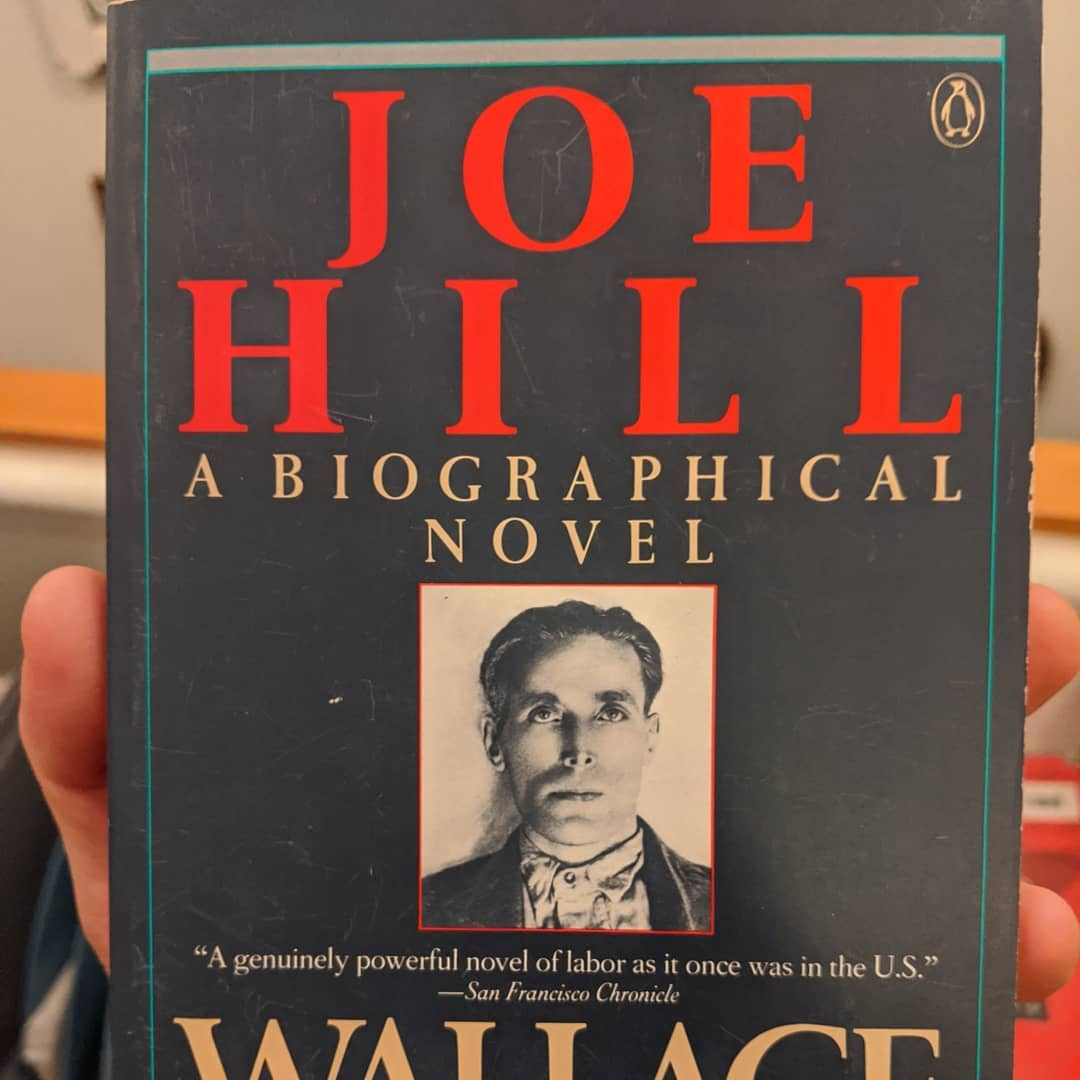 JOE
HILL
A BIOGRAPHICAL
NOVEL
“A genuinely powerful novel of labor as it once was in the U.S.”
—San Francisco Chronicle
WALLACE